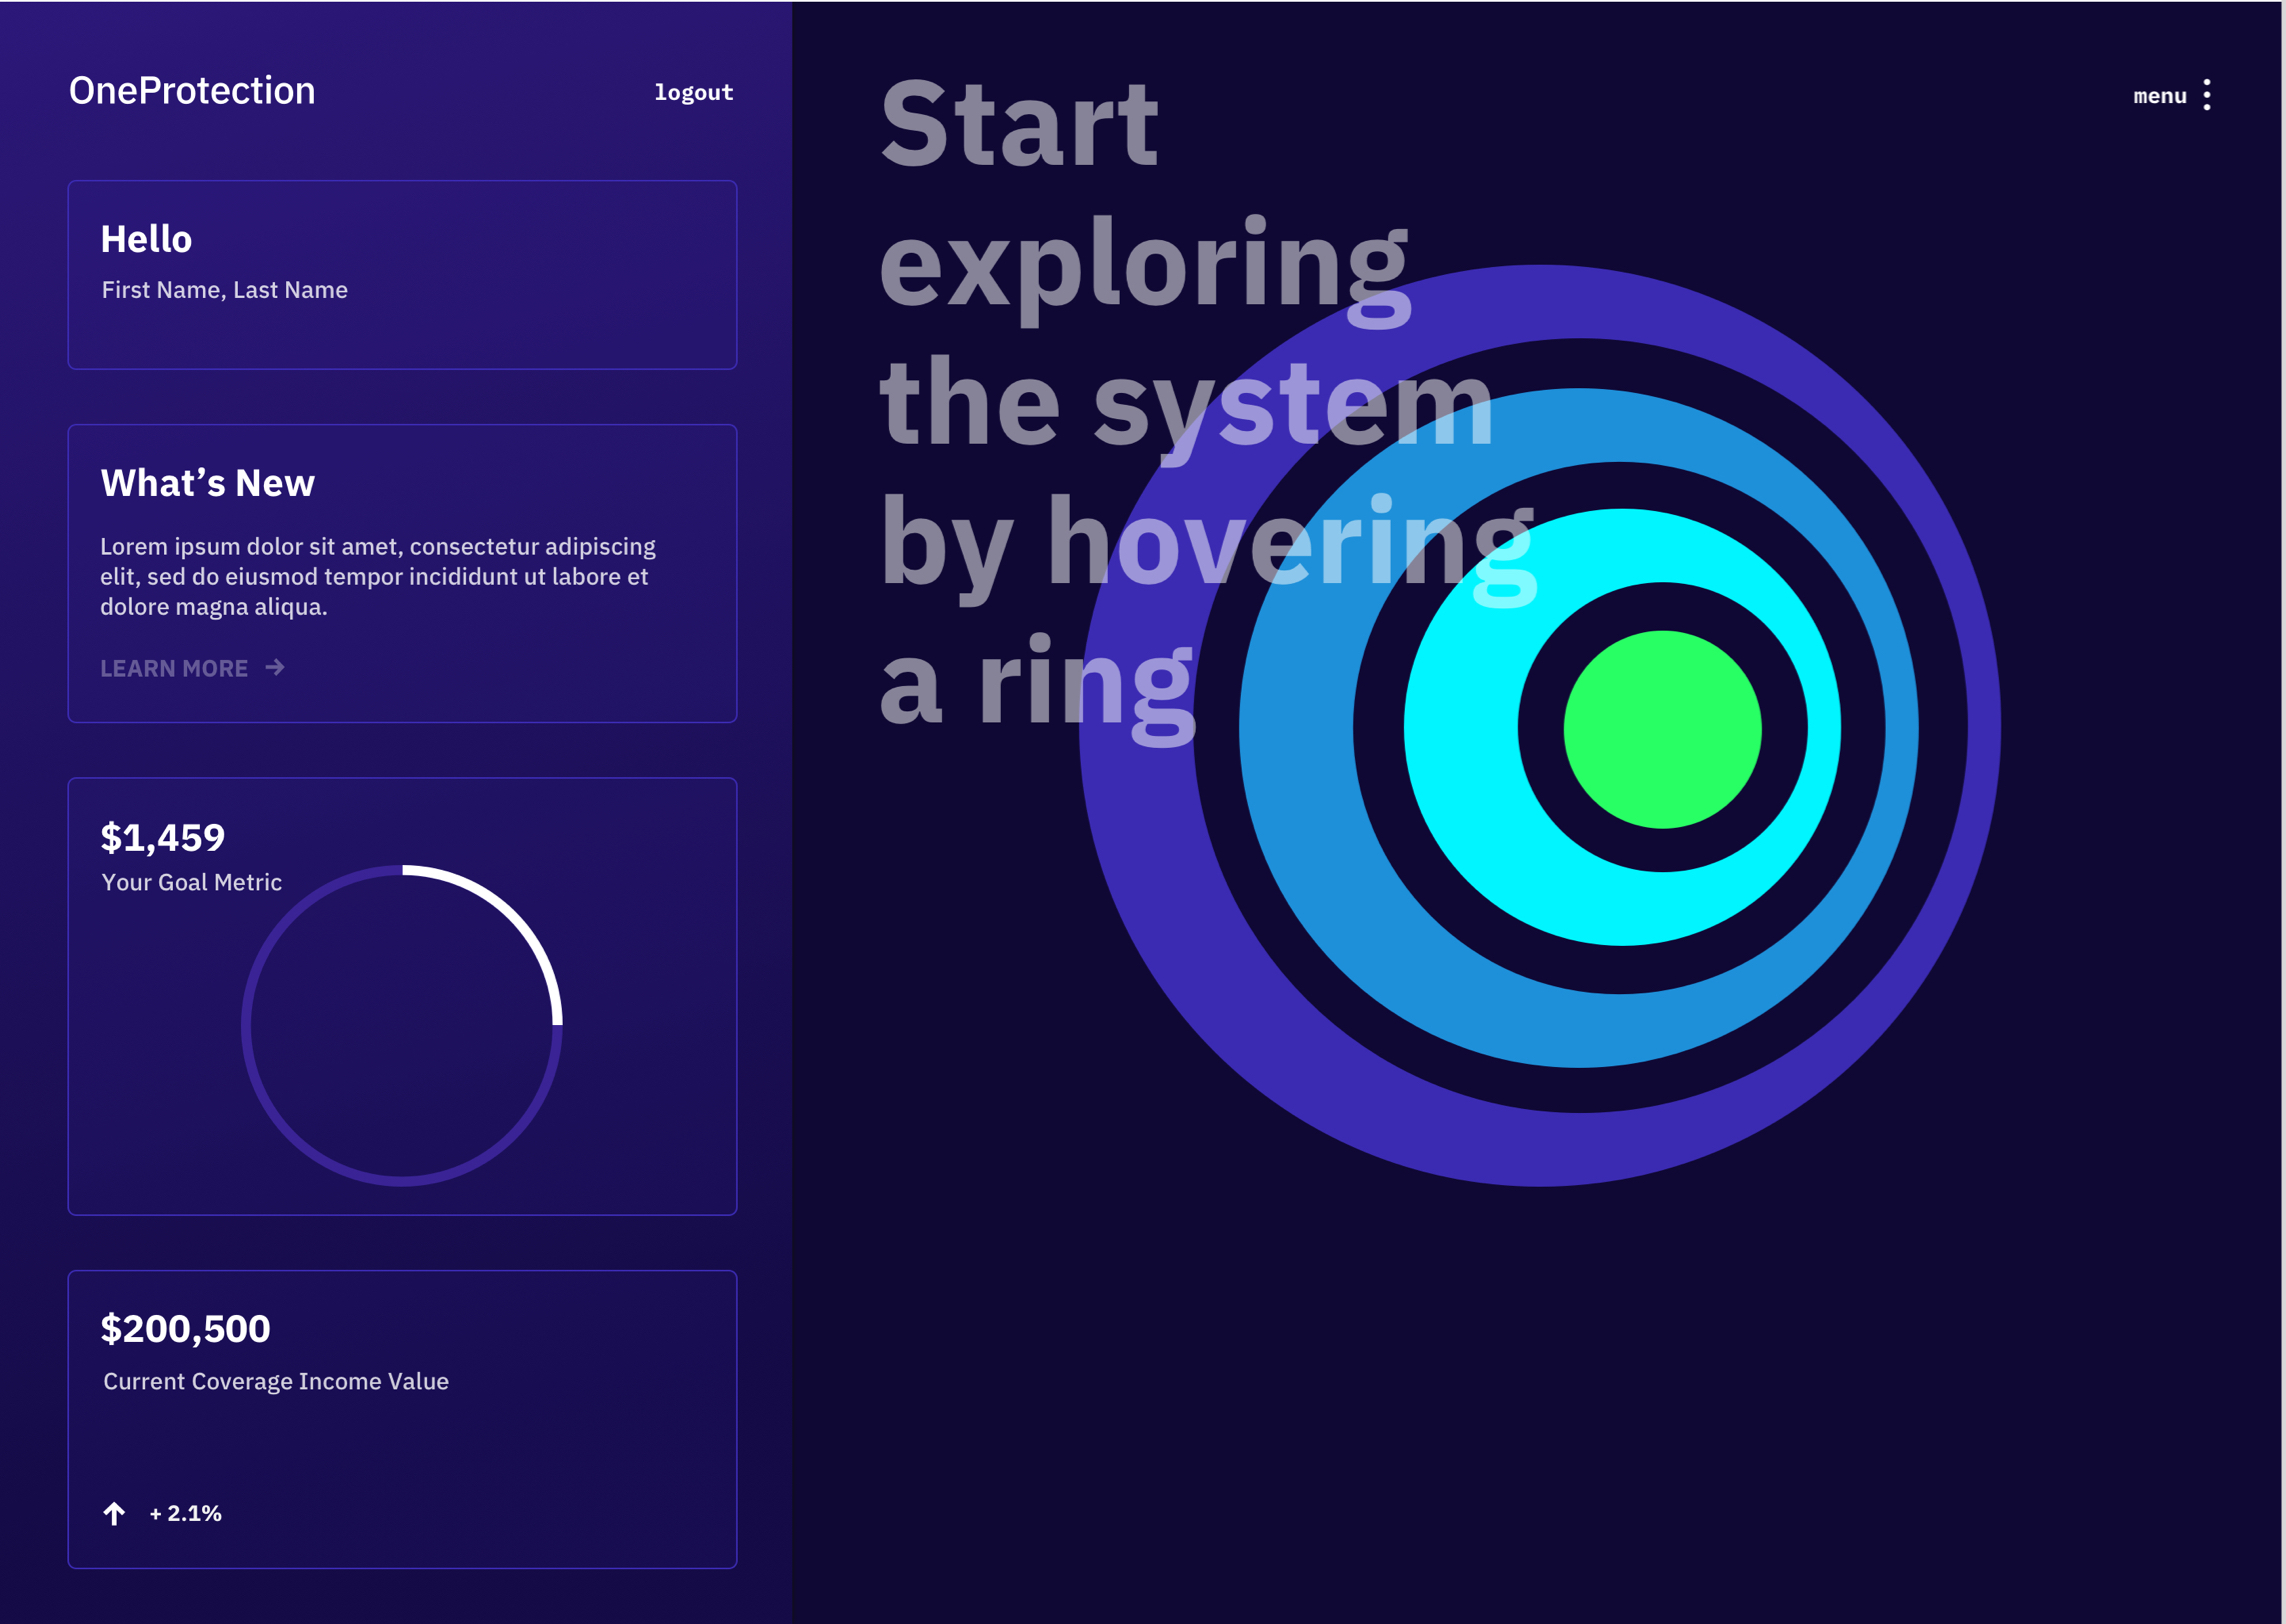 OneProtection
logout
Hello
First Name, Last Name
What’s New
Lorem ipsum dolor sit amet, consectetur adipiscing
elit, sed do eiusmod tempor incididunt ut labore et
dolore magna aliqua.
LEARN MORE
$1,459
Your Goal Metric
$200,500
Current Coverage Income Value
+ 2.1%
Start
exploring
the system
by hovering
a ring
menu